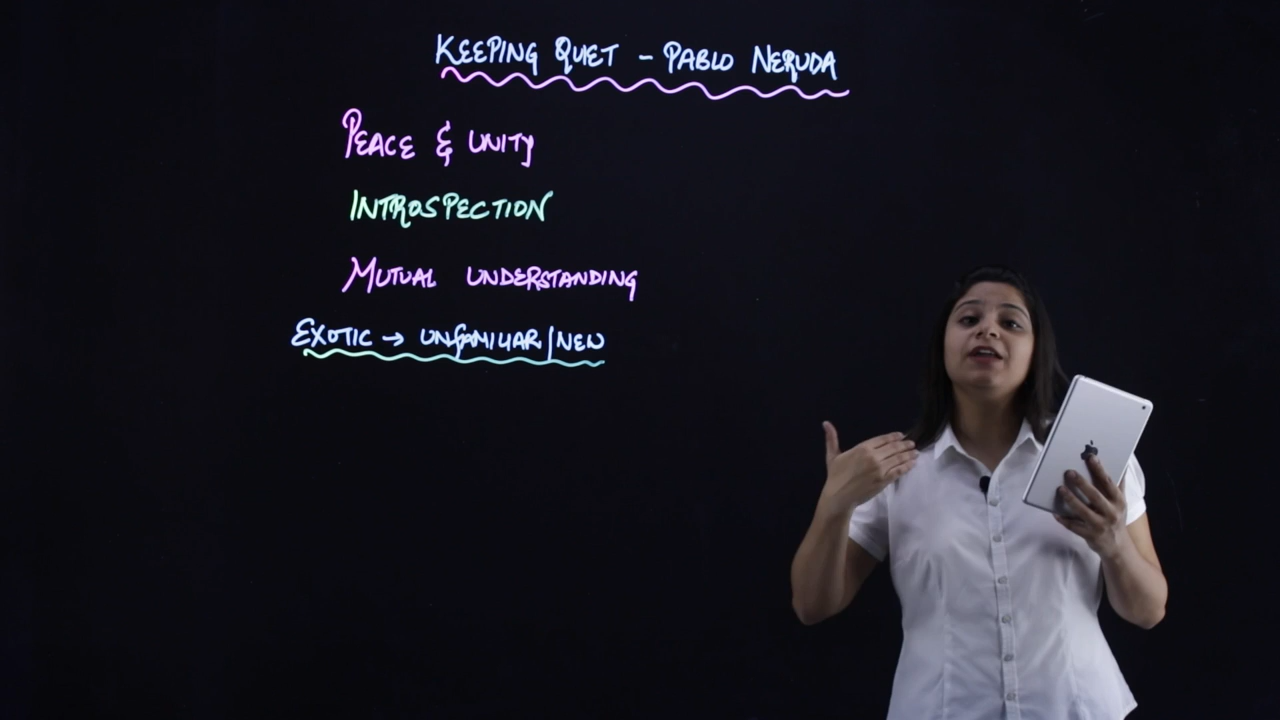 KEEPING QUIET - PABLO NERUDA
PEACE & UNITY
INTROSPECTION
MUTUAL UNDERSTANDING
EXOTIC → UNFAMILIAR/NEW